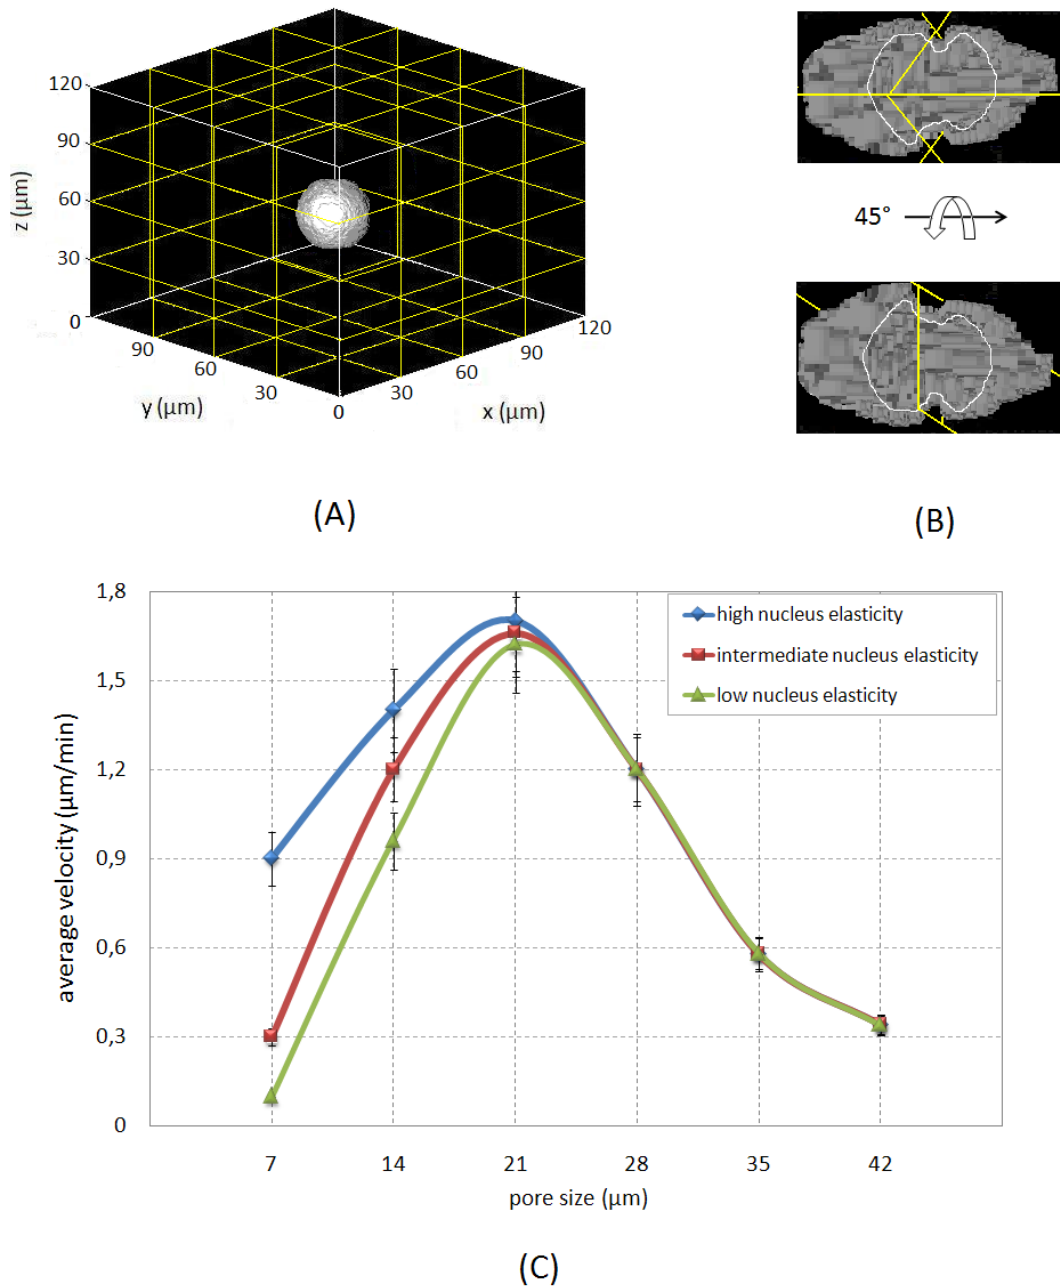 120
90
60
30
0
z (µm)
90
60
30
0
30
60
90
120
y (µm)
x (µm)
(A)
45°
(B)
1,8
1,5
1,2
0,9
0,6
0,3
0
average velocity (µm/min)
high nucleus elasticity
intermediate nucleus elasticity
low nucleus elasticity
7 14 21 28 35 42
pore size (µm)
(C)